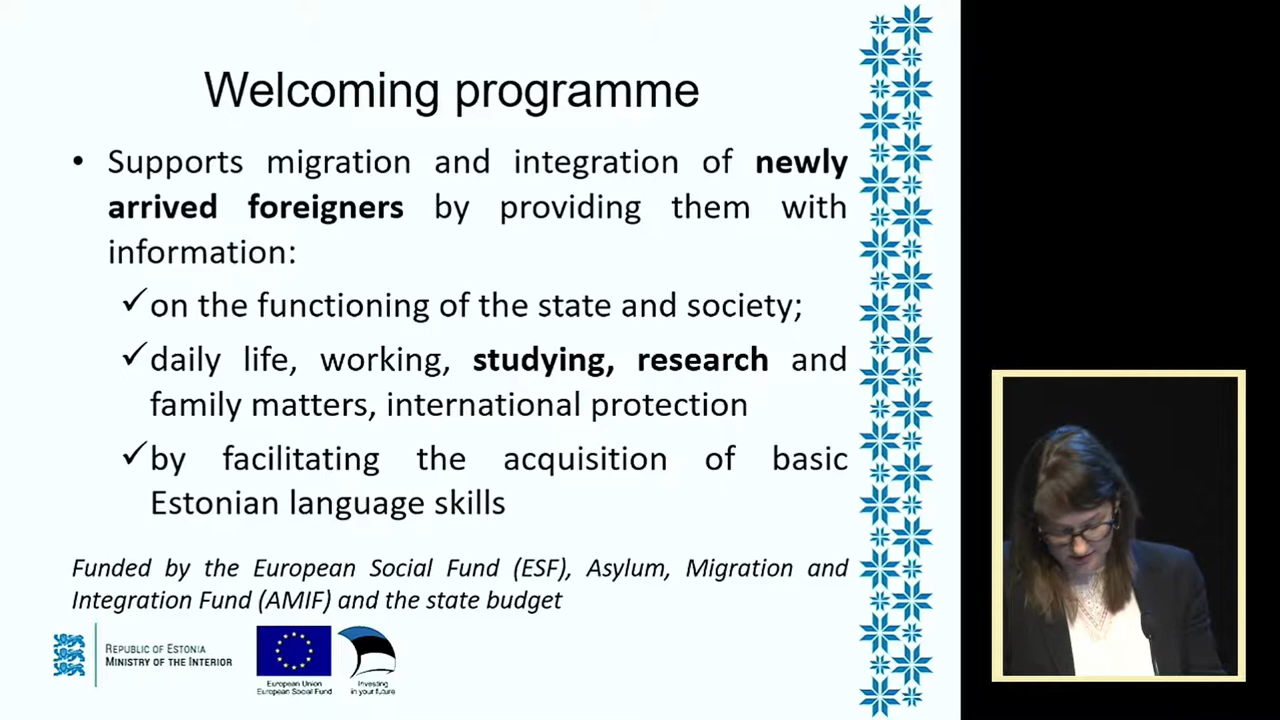 Welcoming programme
• Supports migration and integration of newly
arrived foreigners by providing them with
information:
✓on the functioning of the state and society;
✓daily life, working, studying, research and
family matters, international protection
✓by facilitating the acquisition of basic
Estonian language skills
Funded by the European Social Fund (ESF), Asylum, Migration and
Integration Fund (AMIF) and the state budget
REPUBLIC OF ESTONIA
MINISTRY OF THE INTERIOR
European Union
European Social Fund
Investing
in your future